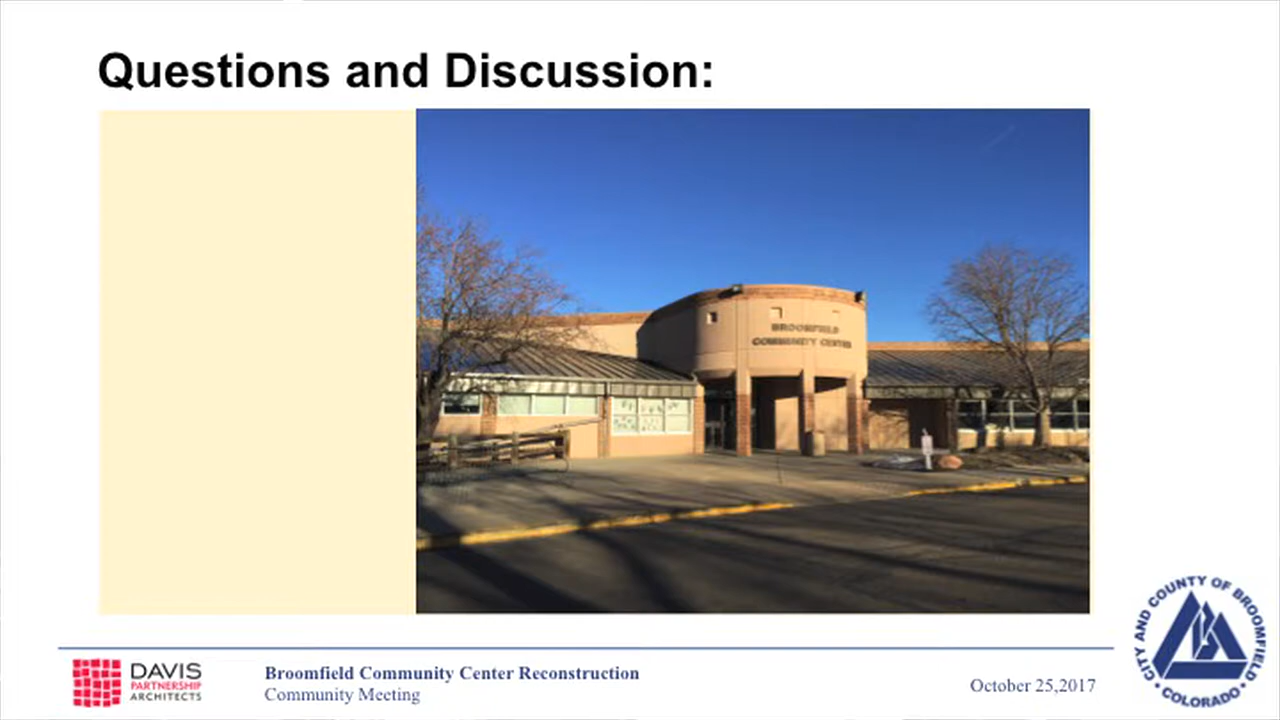 Questions and Discussion:
BROOMFIELD
COMMUNITY CENTER
DAVIS
PARTNERSHIP
ARCHITECTS
Broomfield Community Center Reconstruction
Community Meeting
October 25,2017
CITY AND COUNTY OF BROOMFIELD
• COLORADO •